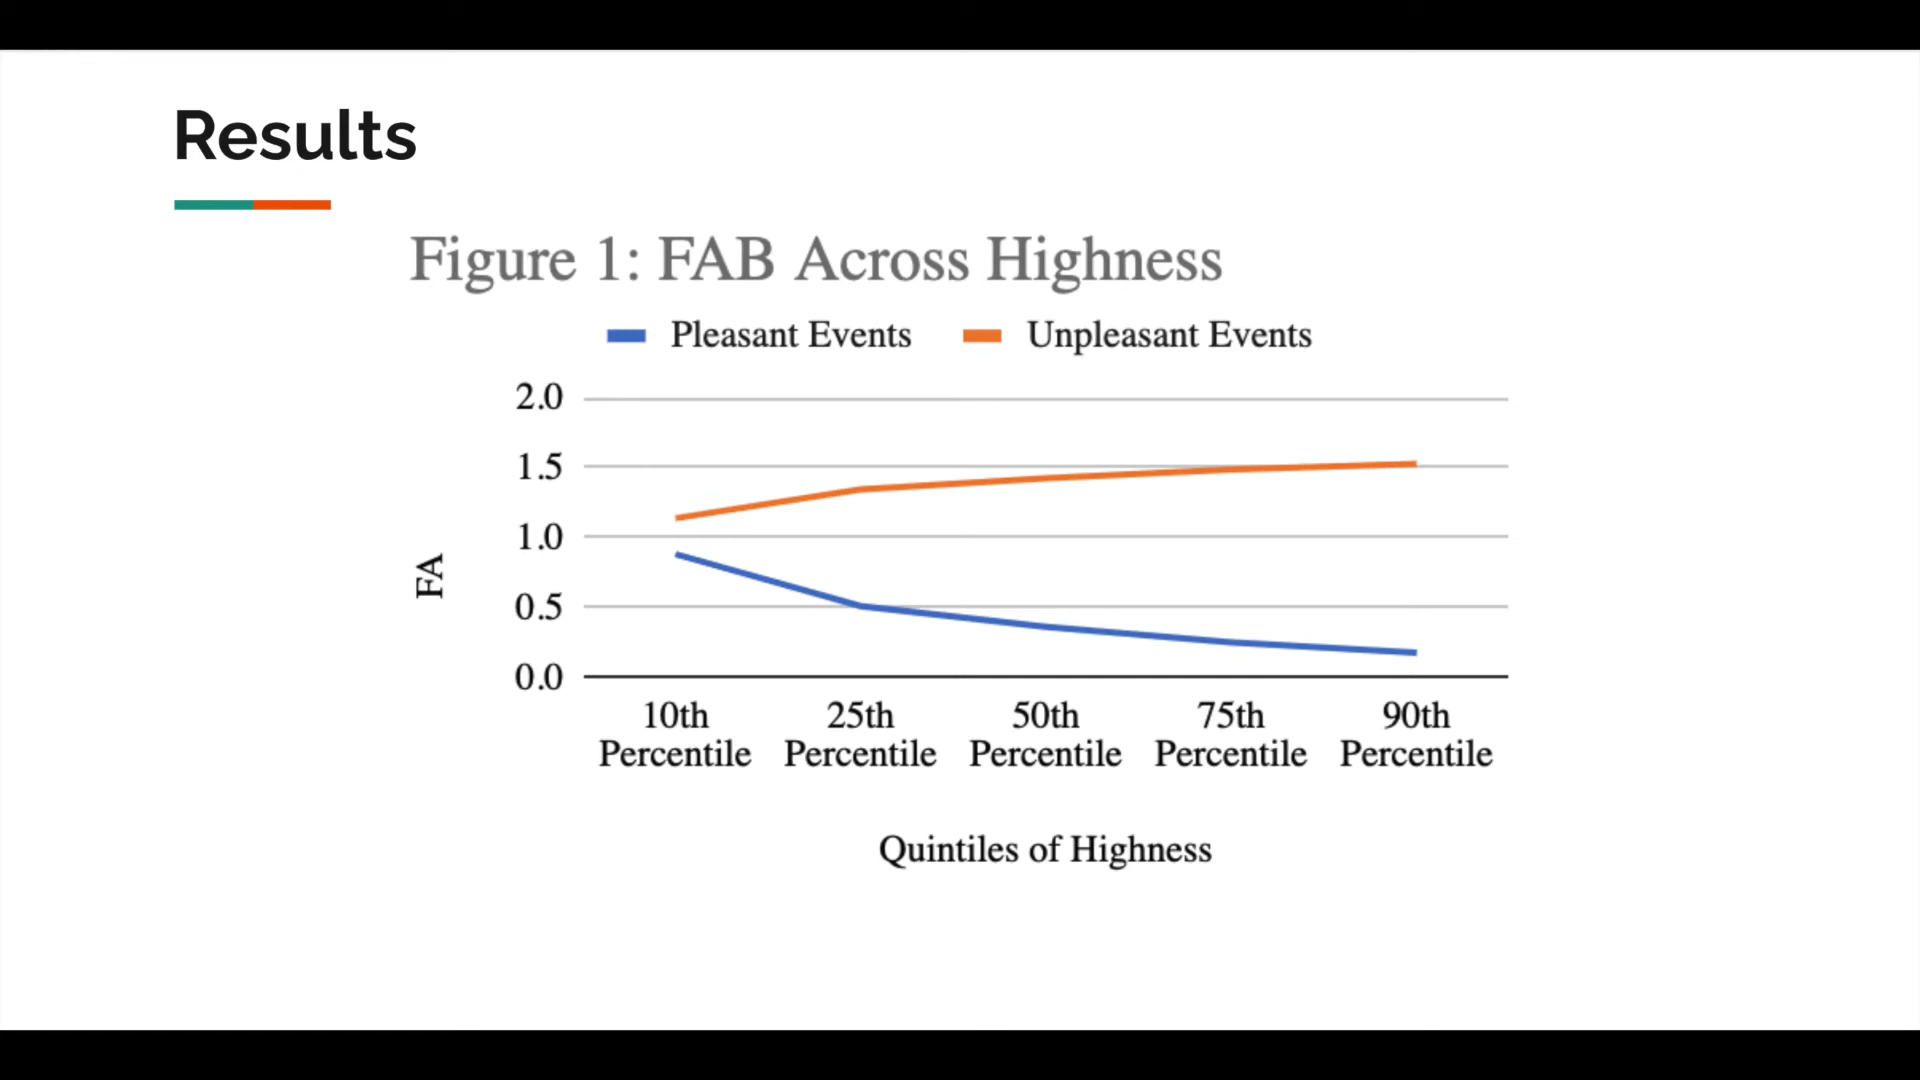 Results
Figure 1: FAB Across Highness
Pleasant Events Unpleasant Events
2.0
1.5
1.0
0.5
0.0
FA
10th Percentile 25th Percentile 50th Percentile 75th Percentile 90th Percentile
Quintiles of Highness